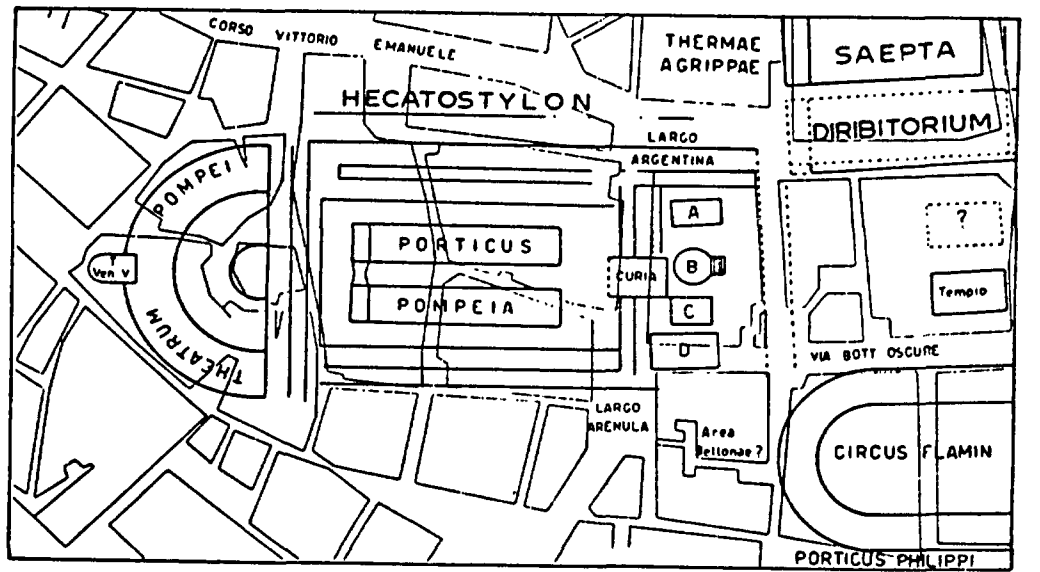 CORSO VITTORIO EMANUELE
THERMAE
AGRIPPAE
SAEPTA
HECATOSTYLON
DIRIBITORIUM
LARGO
ARGENTINA
THEATRUM POMPEI
A
?
PORTICUS
B
Ven V
CURIA
Tempio
POMPEIA
C
D
VIA BOTT OSCURE
LARGO
ARENULA
Area
Bellonae ?
CIRCUS FLAMIN
PORTICUS PHILIPPI